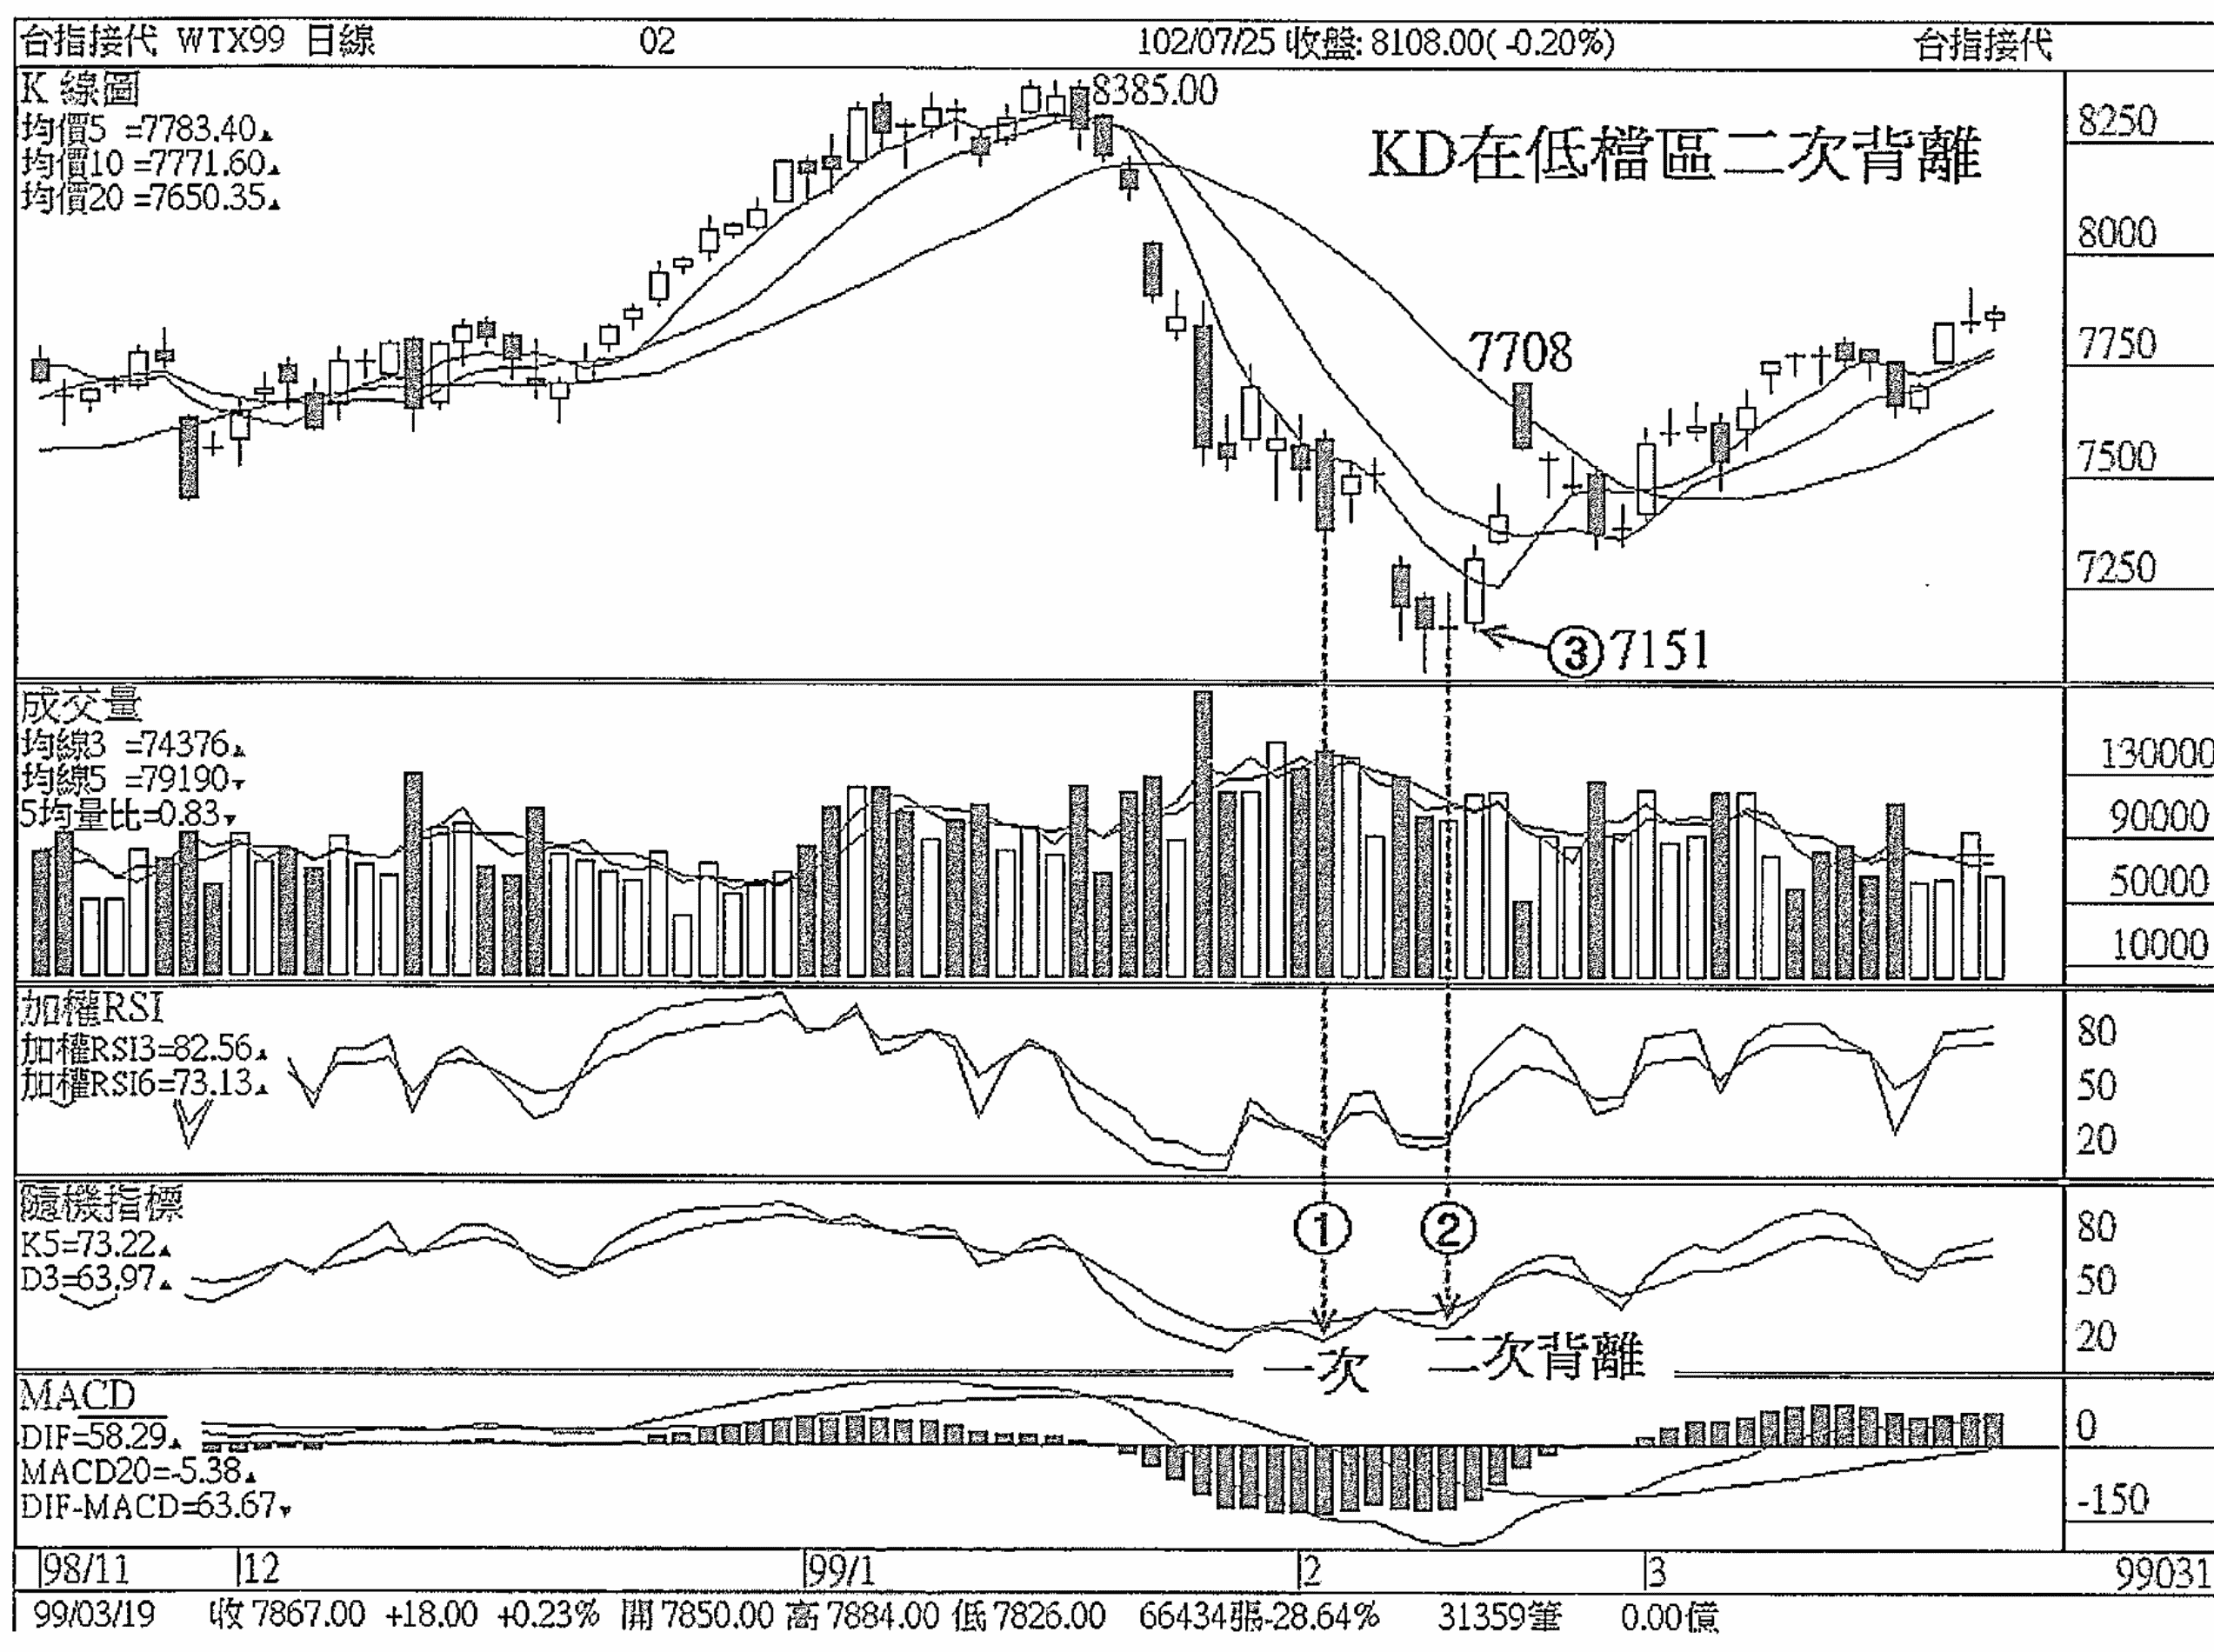 台指接代 WTX99 日線 02 102/07/25 收盤: 8108.00( -0.20%) 台指接代
K 線圖
均價5 =7783.40▲
均價10 =7771.60▲
均價20 =7650.35▲
8385.00
KD在低檔區二次背離
7708
③7151
8250
8000
7750
7500
7250
成交量
均線3 =74376▲
均線5 =79190▼
5均量比=0.83▼
130000
90000
50000
10000
加權RSI
加權RSI3=82.56▲
加權RSI6=73.13▲
80
50
20
隨機指標
K5=73.22▲
D3=63.97▲
① ②
一次 二次背離
80
50
20
MACD
DIF=58.29▲
MACD20=-5.38▲
DIF-MACD=63.67▼
0
-150
98/11 12 99/1 2 3 99031
99/03/19 收 7867.00 +18.00 +0.23% 開 7850.00 高 7884.00 低 7826.00 66434張-28.64% 31359筆 0.00億